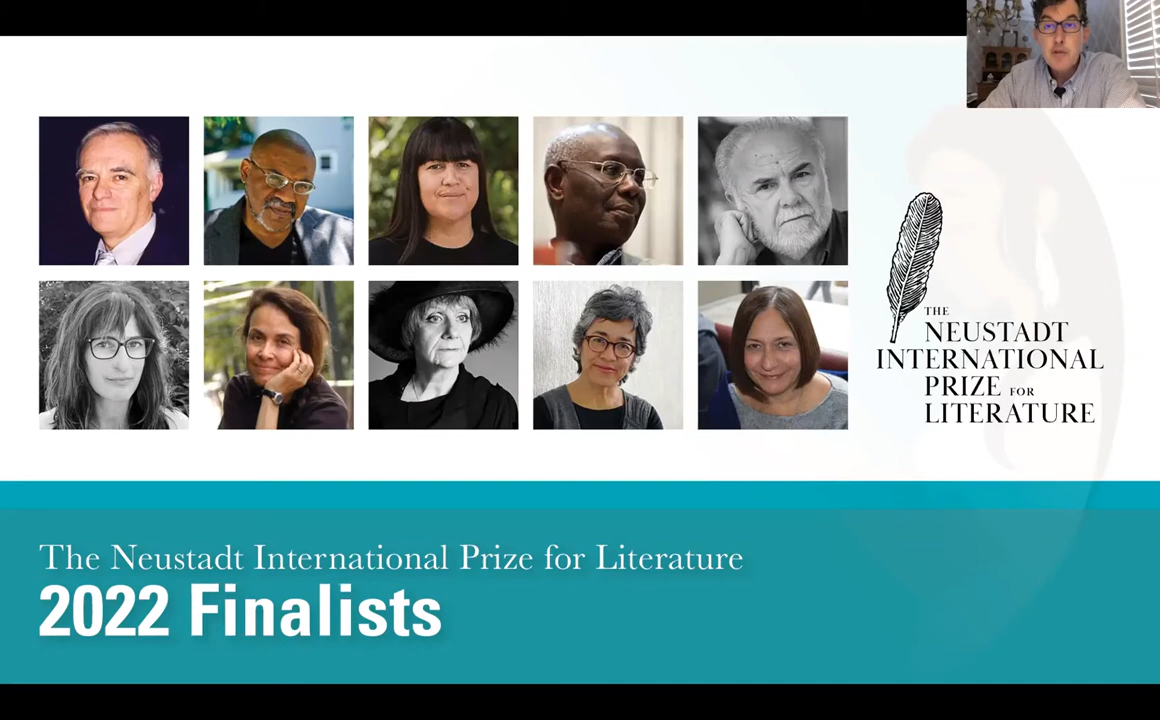 THE
NEUSTADT
INTERNATIONAL
PRIZE FOR
LITERATURE
The Neustadt International Prize for Literature
2022 Finalists